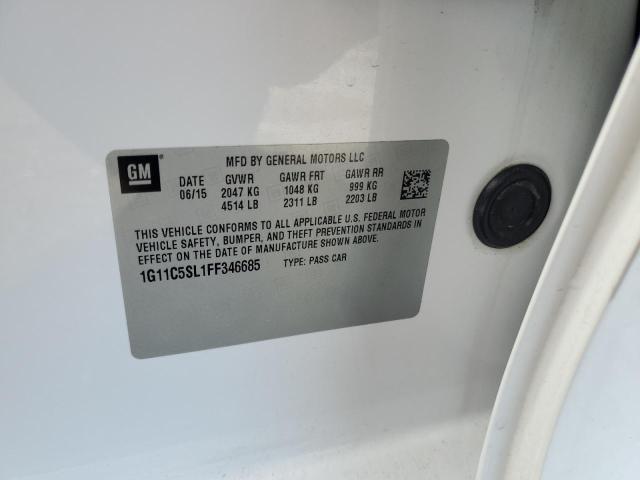 GM
MFD BY GENERAL MOTORS LLC
DATE GVWR GAWR FRT GAWR RR
06/15 2047 KG 1048 KG 999 KG
4514 LB 2311 LB 2203 LB
THIS VEHICLE CONFORMS TO ALL APPLICABLE U.S. FEDERAL MOTOR
VEHICLE SAFETY, BUMPER, AND THEFT PREVENTION STANDARDS IN
EFFECT ON THE DATE OF MANUFACTURE SHOWN ABOVE.
1G11C5SL1FF346685 TYPE: PASS CAR